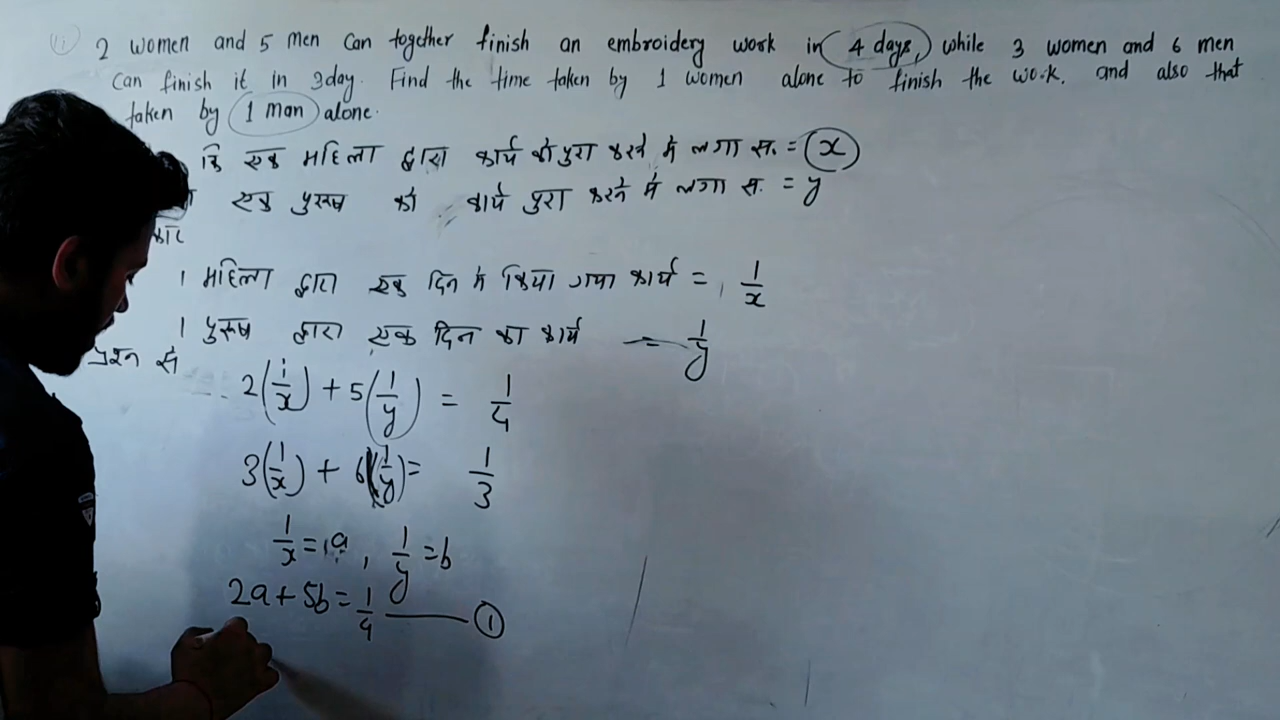 (ii) 2 women and 5 men can together finish an embroidery work in 4 days, while 3 women and 6 men
can finish it in 3day. Find the time taken by 1 women alone to finish the work. and also that
taken by 1 man alone.
कि एक महिला द्वारा कार्य को पुरा करने में लगा स. = x
एक पुरूष को कार्य पुरा करने में लगा स. = y
1 महिला द्वारा एक दिन में किया गया कार्य = 1/x
1 पुरूष द्वारा एक दिन का कार्य = 1/y
प्रश्न से
2(1/x) + 5(1/y) = 1/4
3(1/x) + 6(1/y) = 1/3
1/x = a, 1/y = b
2a + 5b = 1/4 — ①